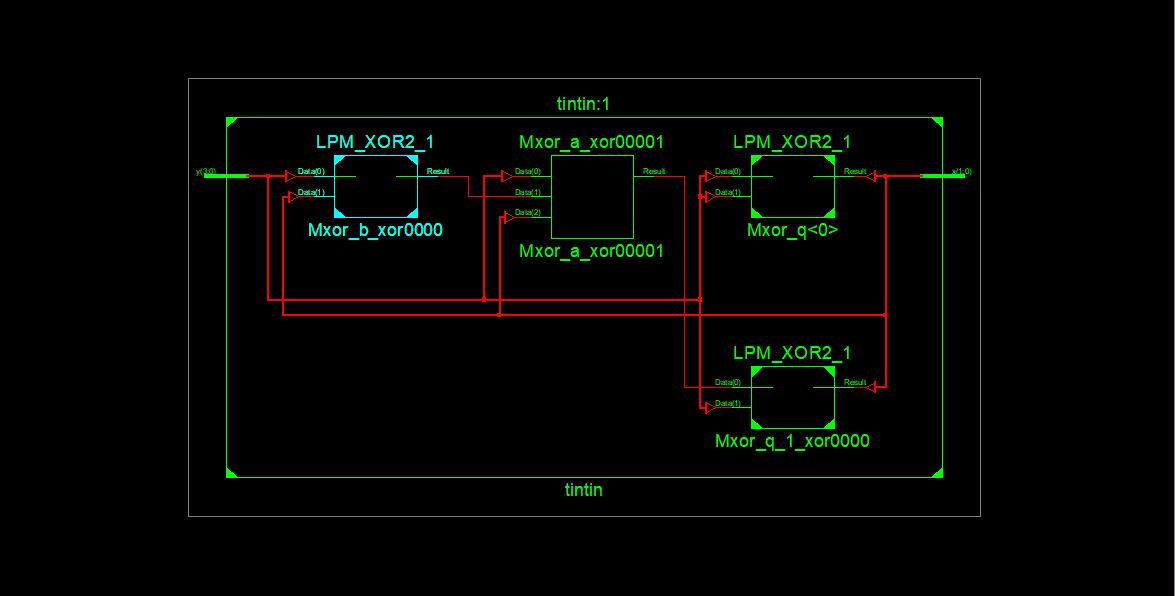 tintin:1
LPM_XOR2_1
Mxor_a_xor00001
LPM_XOR2_1
y(3:0)
Data(0)
Result
Data(0)
Result
Data(0)
Result
x(1:0)
Data(1)
Data(1)
Data(1)
Data(2)
Mxor_b_xor0000
Mxor_q<0>
Mxor_a_xor00001
LPM_XOR2_1
Data(0)
Result
Data(1)
Mxor_q_1_xor0000
tintin